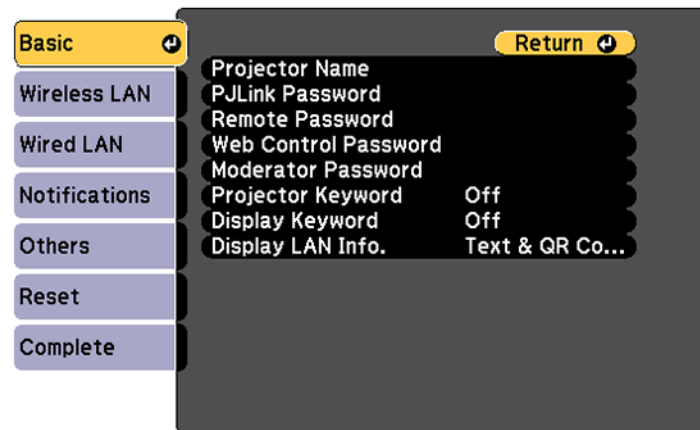 Basic
Wireless LAN
Wired LAN
Notifications
Others
Reset
Complete
Return
Projector Name
PJLink Password
Remote Password
Web Control Password
Moderator Password
Projector Keyword Off
Display Keyword Off
Display LAN Info. Text & QR Co...